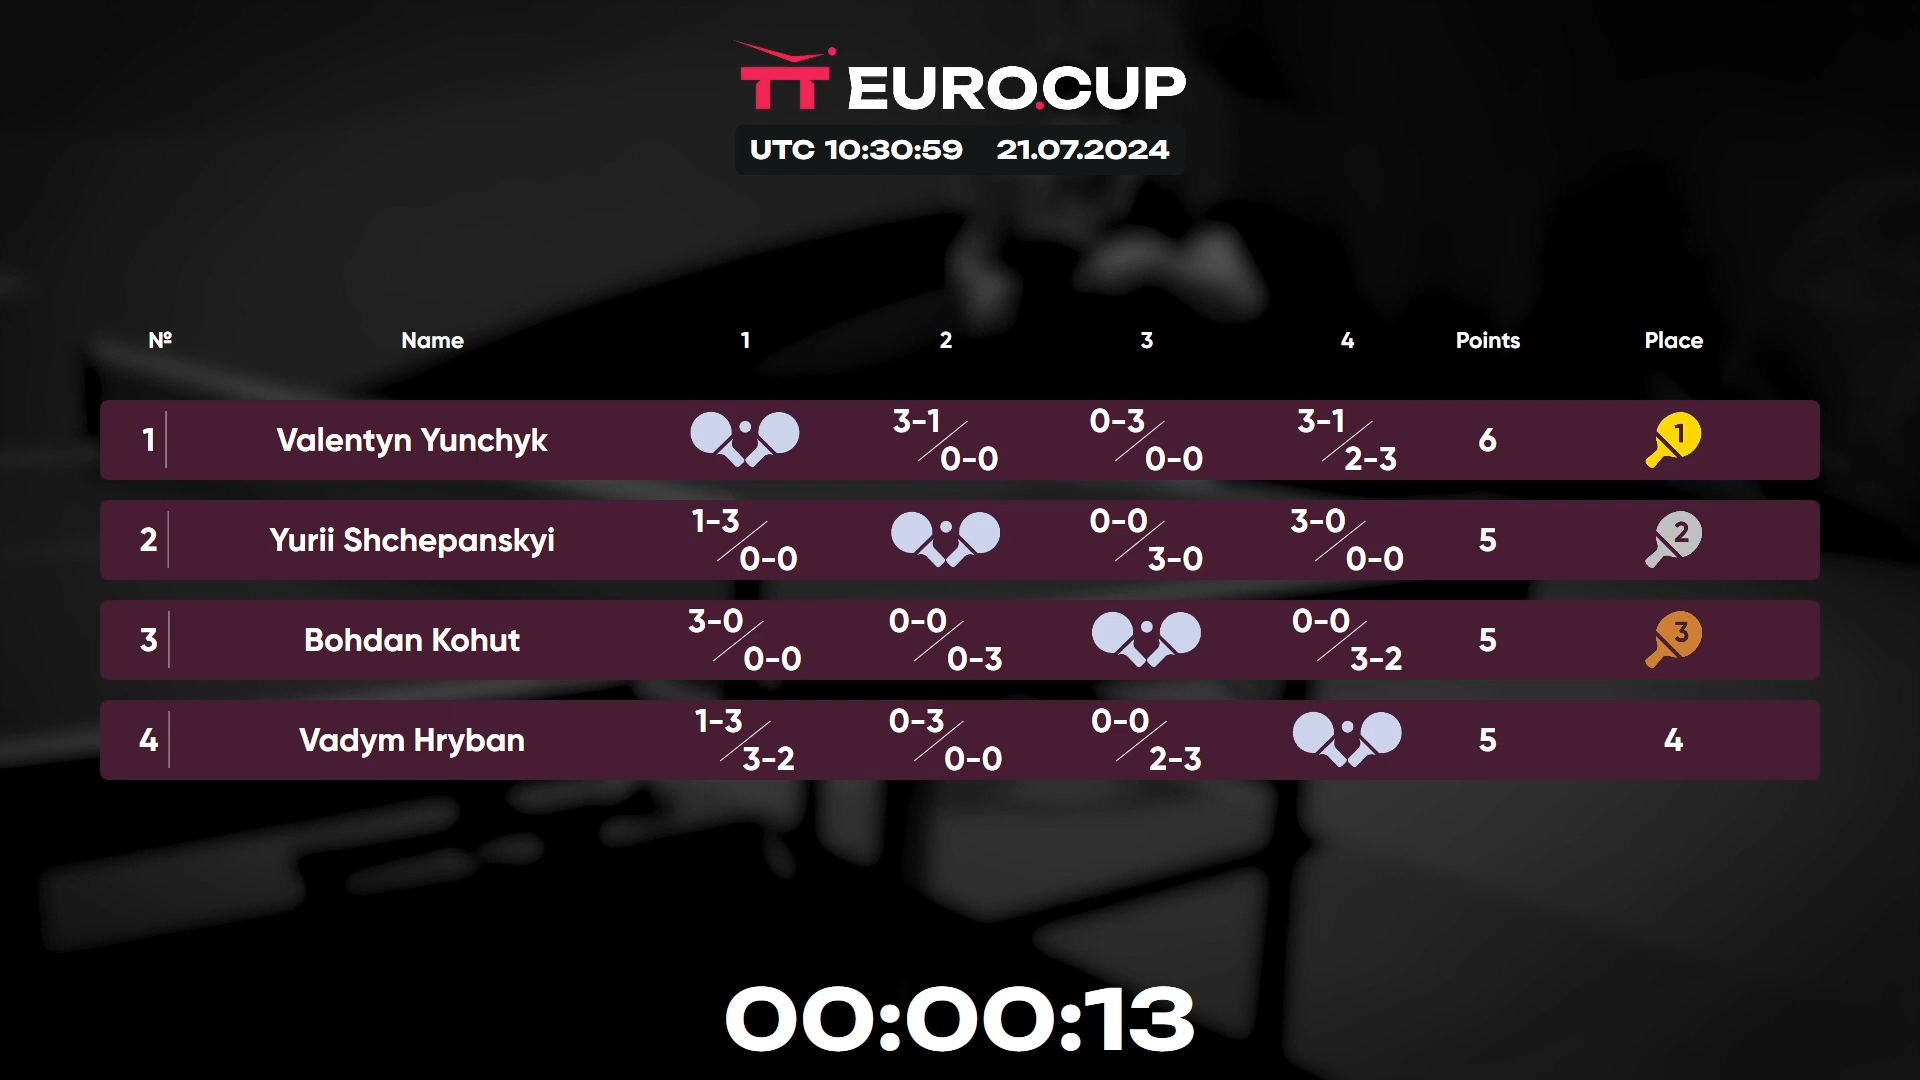 TT EURO.CUP
UTC 10:30:59 21.07.2024
№ Name 1 2 3 4 Points Place
1 Valentyn Yunchyk 3-1 0-0 0-3 0-0 3-1 2-3 6 1
2 Yurii Shchepanskyi 1-3 0-0 0-0 3-0 3-0 0-0 5 2
3 Bohdan Kohut 3-0 0-0 0-0 0-3 0-0 3-2 5 3
4 Vadym Hryban 1-3 3-2 0-3 0-0 0-0 2-3 5 4
00:00:13